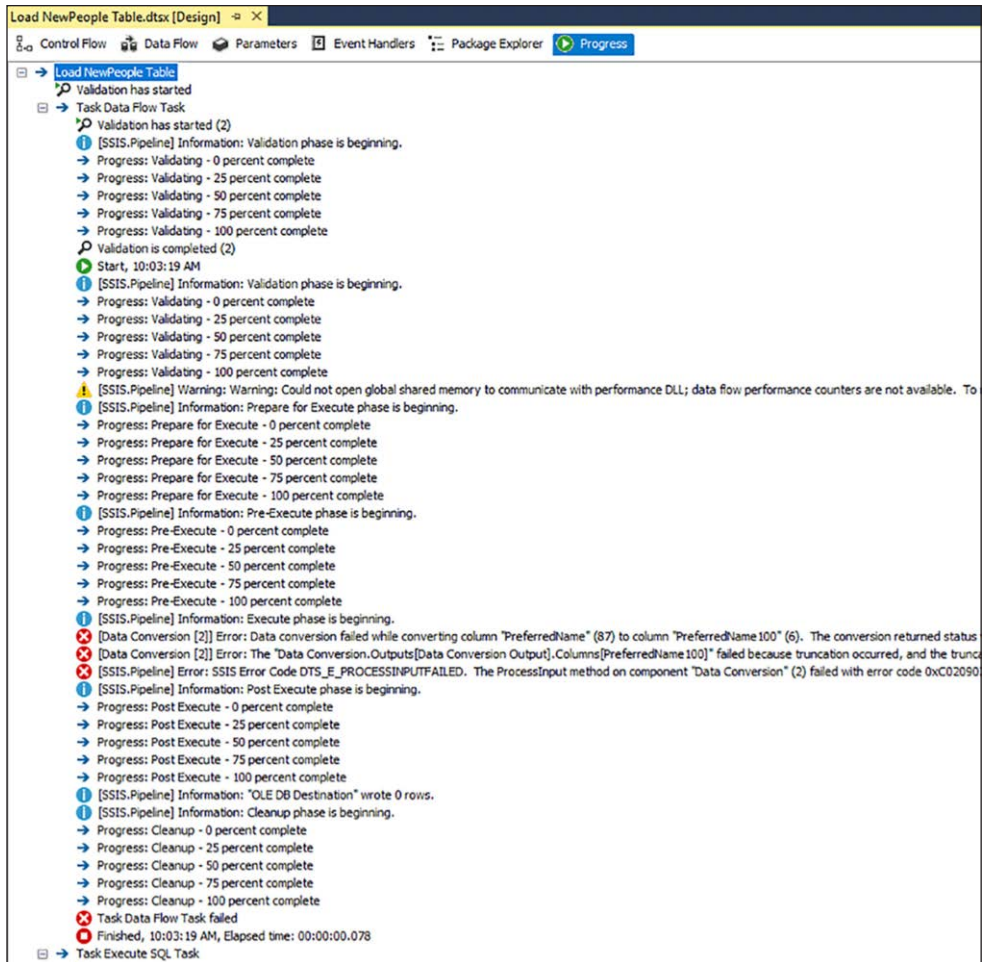 Load NewPeople Table.dtsx [Design]
Control Flow Data Flow Parameters Event Handlers Package Explorer Progress
Load NewPeople Table
Validation has started
Task Data Flow Task
Validation has started (2)
[SSIS.Pipeline] Information: Validation phase is beginning.
Progress: Validating - 0 percent complete
Progress: Validating - 25 percent complete
Progress: Validating - 50 percent complete
Progress: Validating - 75 percent complete
Progress: Validating - 100 percent complete
Validation is completed (2)
Start, 10:03:19 AM
[SSIS.Pipeline] Information: Validation phase is beginning.
Progress: Validating - 0 percent complete
Progress: Validating - 25 percent complete
Progress: Validating - 50 percent complete
Progress: Validating - 75 percent complete
Progress: Validating - 100 percent complete
[SSIS.Pipeline] Warning: Warning: Could not open global shared memory to communicate with performance DLL; data flow performance counters are not available. To
[SSIS.Pipeline] Information: Prepare for Execute phase is beginning.
Progress: Prepare for Execute - 0 percent complete
Progress: Prepare for Execute - 25 percent complete
Progress: Prepare for Execute - 50 percent complete
Progress: Prepare for Execute - 75 percent complete
Progress: Prepare for Execute - 100 percent complete
[SSIS.Pipeline] Information: Pre-Execute phase is beginning.
Progress: Pre-Execute - 0 percent complete
Progress: Pre-Execute - 25 percent complete
Progress: Pre-Execute - 50 percent complete
Progress: Pre-Execute - 75 percent complete
Progress: Pre-Execute - 100 percent complete
[SSIS.Pipeline] Information: Execute phase is beginning.
[Data Conversion [2]] Error: Data conversion failed while converting column "PreferredName" (87) to column "PreferredName100" (6). The conversion returned status
[Data Conversion [2]] Error: The "Data Conversion.Outputs[Data Conversion Output].Columns[PreferredName100]" failed because truncation occurred, and the trunca
[SSIS.Pipeline] Error: SSIS Error Code DTS_E_PROCESSINPUTFAILED. The ProcessInput method on component "Data Conversion" (2) failed with error code 0xC02090
[SSIS.Pipeline] Information: Post Execute phase is beginning.
Progress: Post Execute - 0 percent complete
Progress: Post Execute - 25 percent complete
Progress: Post Execute - 50 percent complete
Progress: Post Execute - 75 percent complete
Progress: Post Execute - 100 percent complete
[SSIS.Pipeline] Information: "OLE DB Destination" wrote 0 rows.
[SSIS.Pipeline] Information: Cleanup phase is beginning.
Progress: Cleanup - 0 percent complete
Progress: Cleanup - 25 percent complete
Progress: Cleanup - 50 percent complete
Progress: Cleanup - 75 percent complete
Progress: Cleanup - 100 percent complete
Task Data Flow Task failed
Finished, 10:03:19 AM, Elapsed time: 00:00:00.078
Task Execute SQL Task